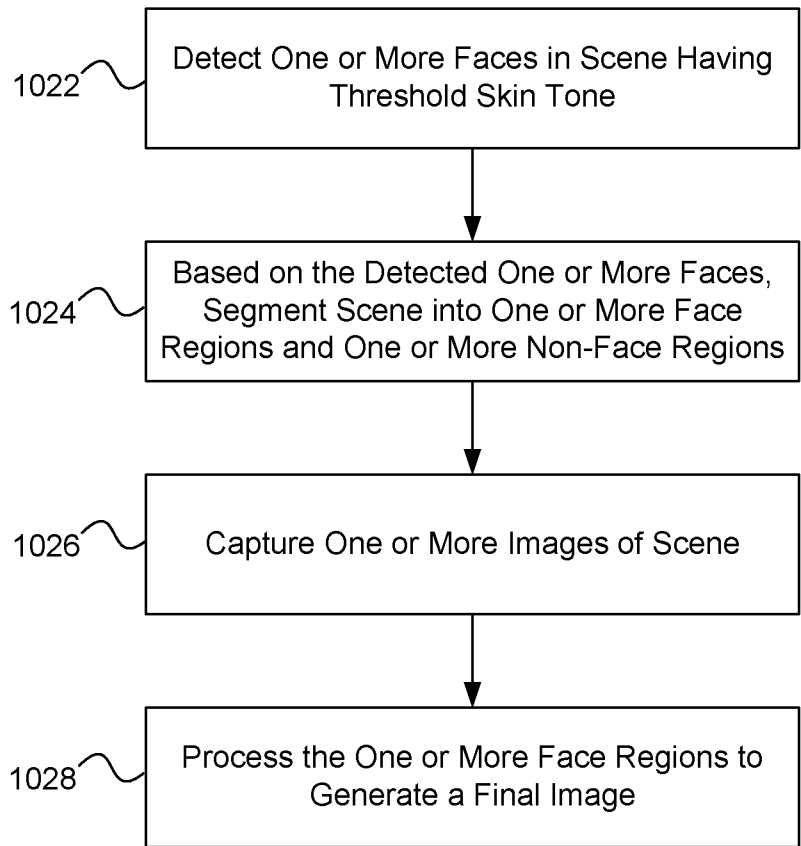 1022
Detect One or More Faces in Scene Having
Threshold Skin Tone
1024
Based on the Detected One or More Faces,
Segment Scene into One or More Face
Regions and One or More Non-Face Regions
1026
Capture One or More Images of Scene
1028
Process the One or More Face Regions to
Generate a Final Image